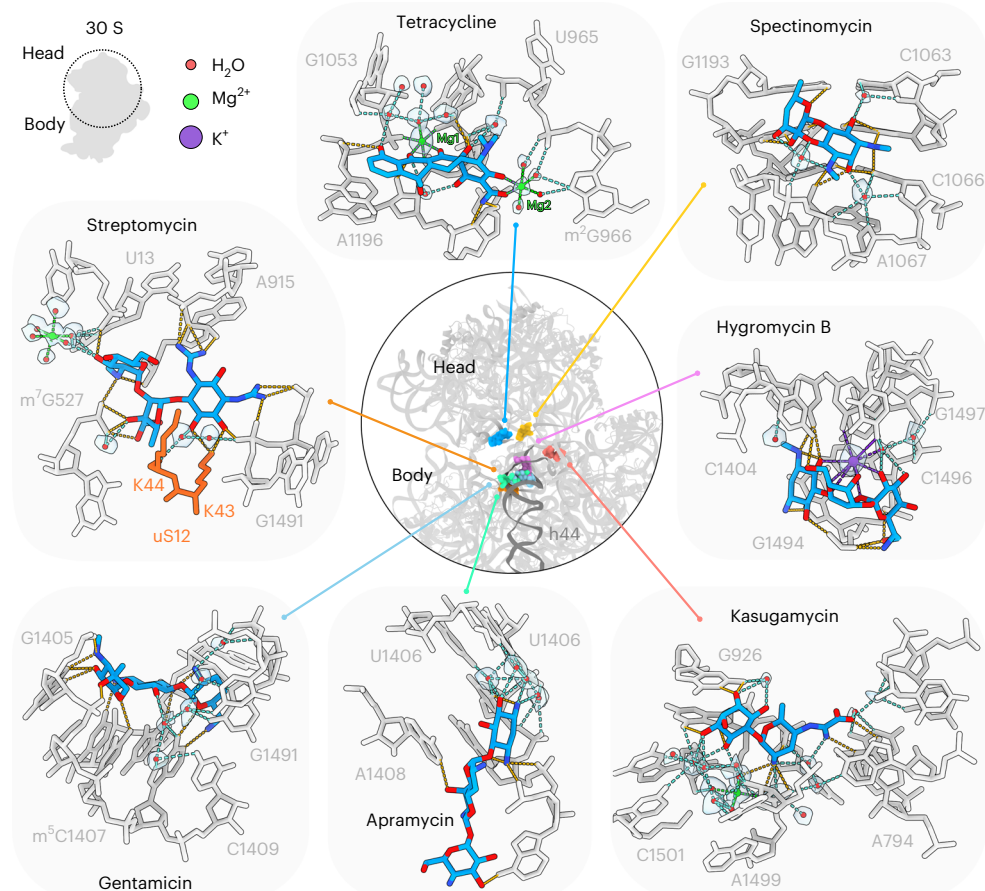 30 S
Head
Body
H₂O
Mg²⁺
K⁺
Tetracycline
G1053
U965
Mg1
Mg2
A1196
m²G966
Spectinomycin
G1193
C1063
C1066
A1067
Streptomycin
U13
A915
m⁷G527
K44
K43
uS12
G1491
Head
Body
h44
Hygromycin B
G1497
C1404
C1496
G1494
G1405
G1491
m⁵C1407
C1409
Gentamicin
U1406
U1406
A1408
Apramycin
Kasugamycin
G926
C1501
A794
A1499